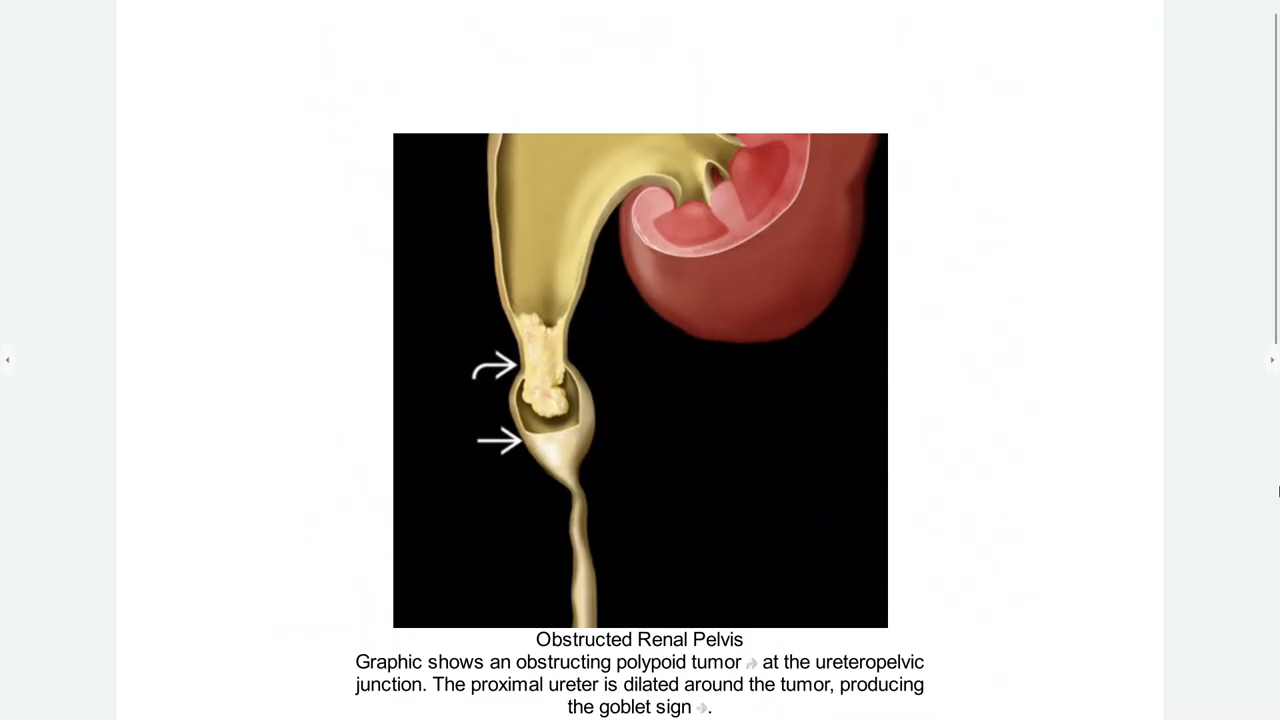 Obstructed Renal Pelvis
Graphic shows an obstructing polypoid tumor at the ureteropelvic
junction. The proximal ureter is dilated around the tumor, producing
the goblet sign .